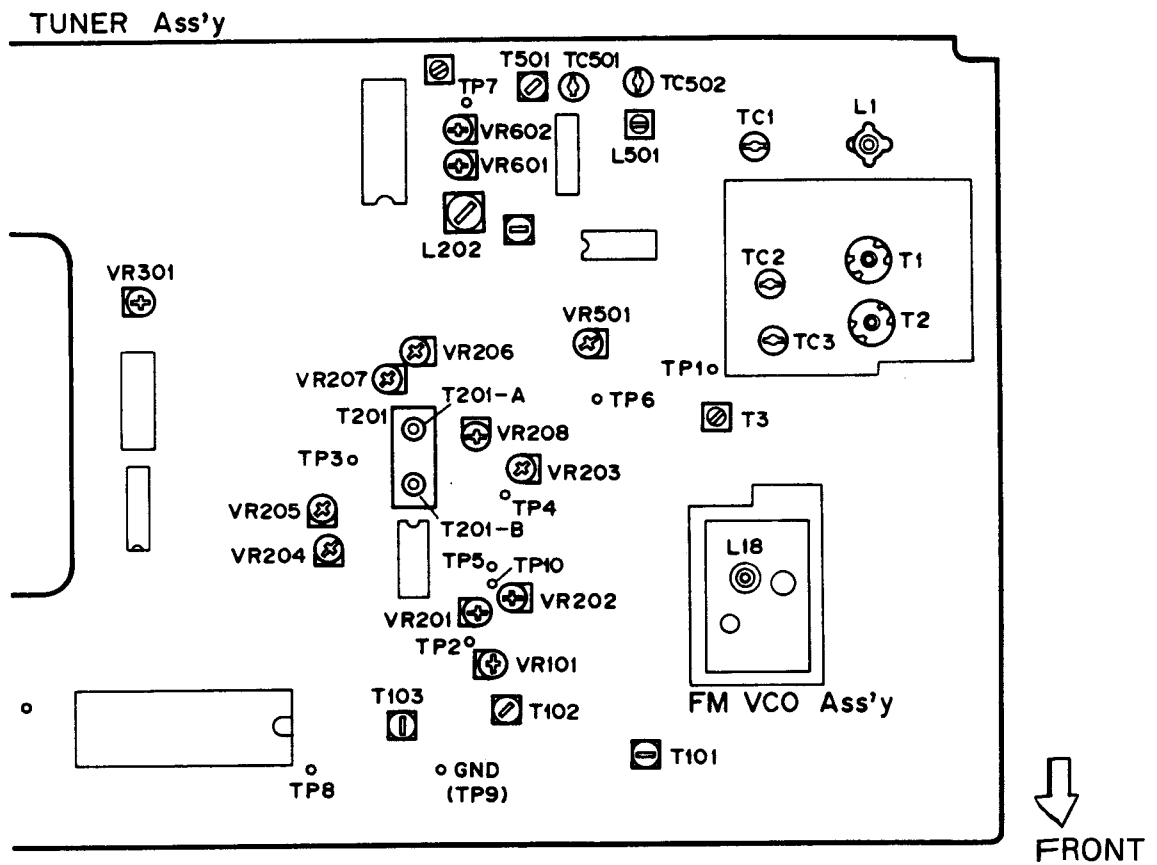 TUNER Ass'y
T501 TC501
TP7
TC502
VR602
TC1
L1
VR601
L501
L202
TC2
T1
VR301
VR501
T2
VR206
TC3
TP1
VR207
T201-A
TP6
T201
T3
VR208
TP3
VR203
TP4
VR205
T201-B
L18
VR204
TP5 TP10
VR202
VR201
TP2
VR101
T103
FM VCO Ass'y
T102
T101
GND
TP8
(TP9)
FRONT